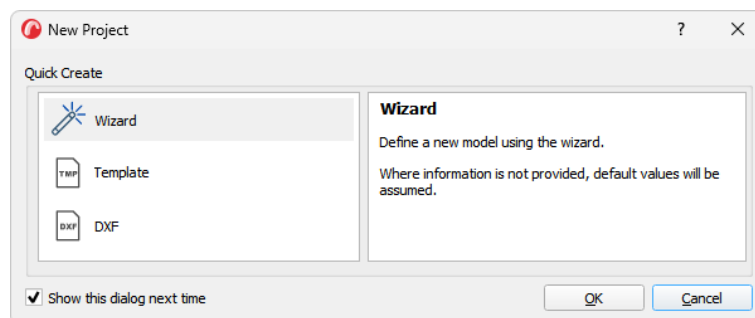 New Project
?
Quick Create
Wizard
TMP
Template
DXF
DXF
Wizard
Define a new model using the wizard.
Where information is not provided, default values will be
assumed.
Show this dialog next time
OK
Cancel